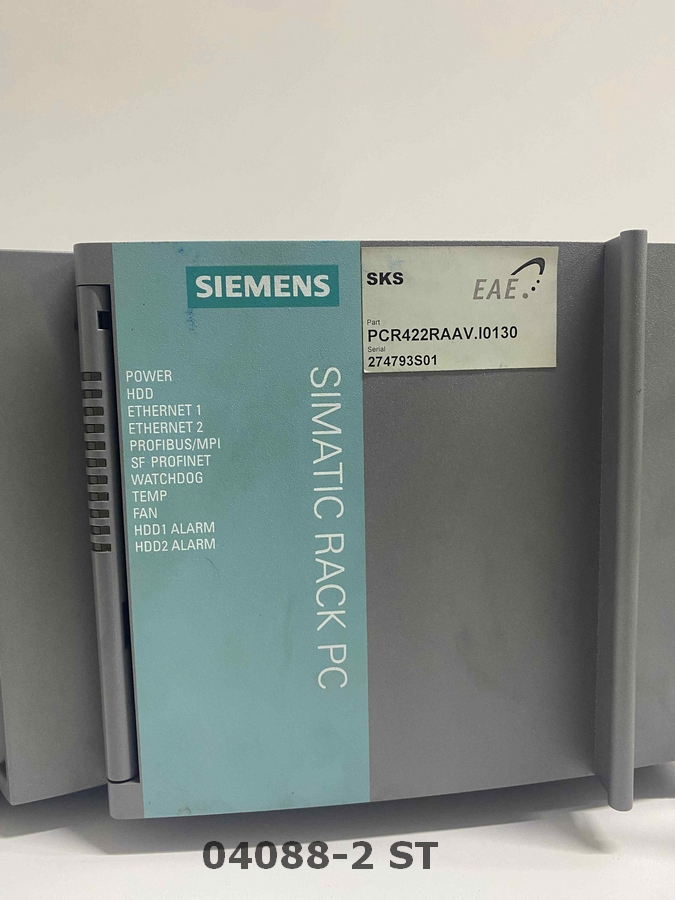 SIEMENS
SKS
EAE
Part
PCR422RAAV.I0130
Serial
274793S01
POWER
HDD
ETHERNET 1
ETHERNET 2
PROFIBUS/MPI
SF PROFINET
WATCHDOG
TEMP
FAN
HDD1 ALARM
HDD2 ALARM
SIMATIC RACK PC
04088-2 ST